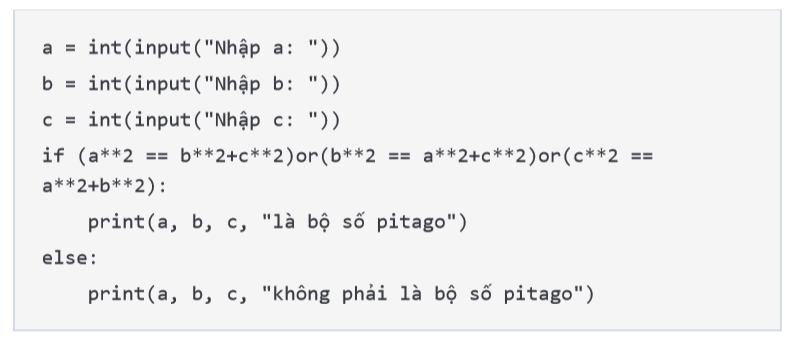 a = int(input("Nhập a: "))
b = int(input("Nhập b: "))
c = int(input("Nhập c: "))
if (a**2 == b**2+c**2)or(b**2 == a**2+c**2)or(c**2 ==
a**2+b**2):
    print(a, b, c, "là bộ số pitago")
else:
    print(a, b, c, "không phải là bộ số pitago")